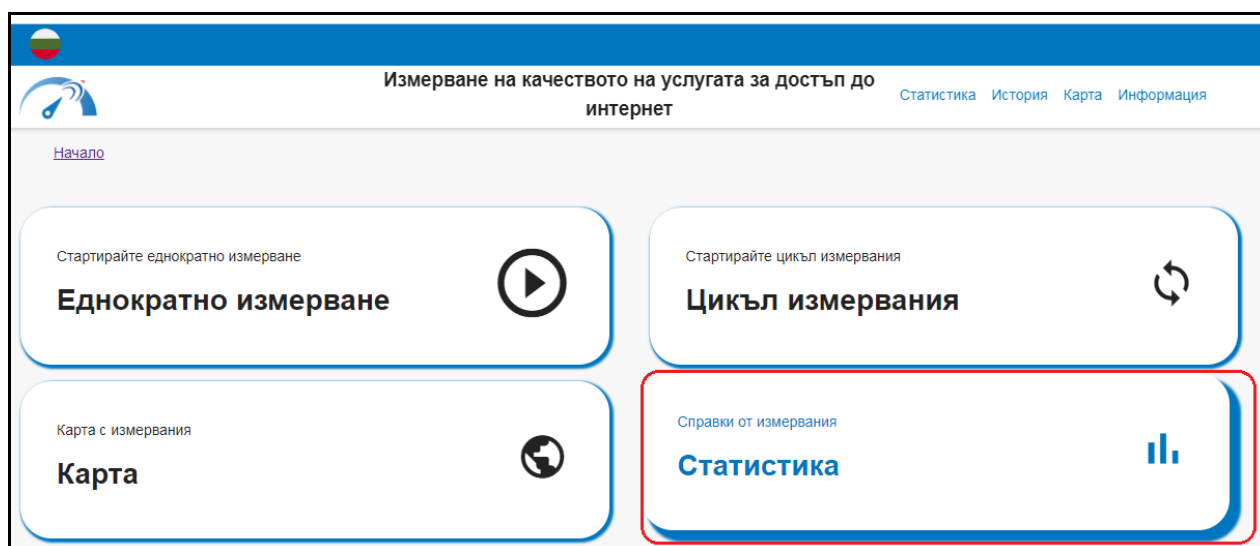 Измерване на качеството на услугата за достъп до
интернет
Статистика История Карта Информация
Начало
Стартирайте еднократно измерване
Еднократно измерване
Стартирайте цикъл измервания
Цикъл измервания
Карта с измервания
Карта
Справки от измервания
Статистика